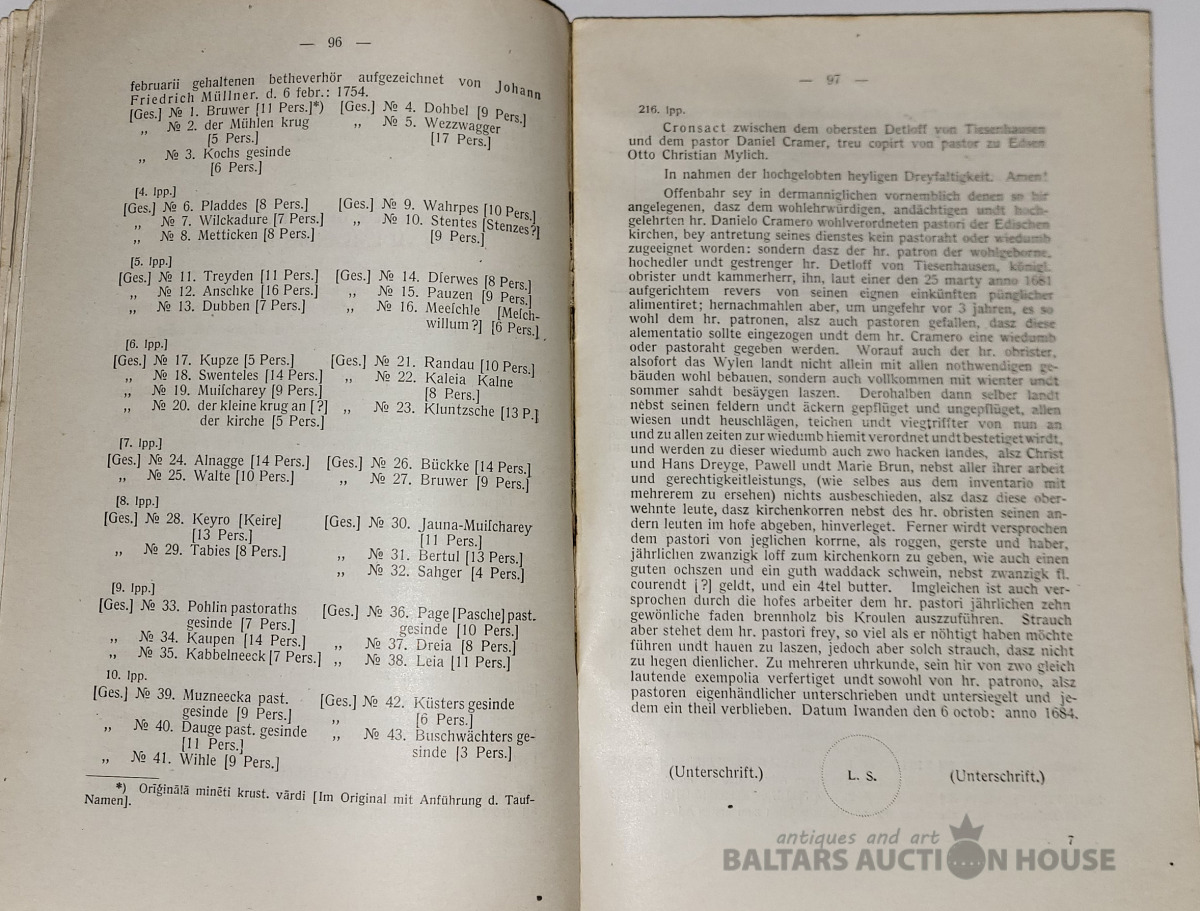 — 96 —
februarii gehaltenen betheverhör aufgezeichnet von Johann
Friedrich Müllner. d. 6 febr.: 1754.
[Ges.] № 1. Bruwer [11 Pers.]*)
„ № 2. der Mühlen krug
[5 Pers.]
„ № 3. Kochs gesinde
[6 Pers.]
[Ges.] № 4. Dohbel [9 Pers.]
„ № 5. Wezzwagger
[17 Pers.]
[4. lpp.]
[Ges.] № 6. Pladdes [8 Pers.]
„ № 7. Wilckadure [7 Pers.]
„ № 8. Metticken [8 Pers.]
[Ges.] № 9. Wahrpes [10 Pers.]
„ № 10. Stentes [Stenzes?]
[9 Pers.]
[5. lpp.]
[Ges.] № 11. Treyden [11 Pers.]
„ № 12. Anschke [16 Pers.]
„ № 13. Dubben [7 Pers.]
[Ges.] № 14. Dſerwes [8 Pers.]
„ № 15. Pauzen [9 Pers.]
„ № 16. Meeſchle [Meſch-
willum?] [6 Pers.]
[6. lpp.]
[Ges.] № 17. Kupze [5 Pers.]
„ № 18. Swenteles [14 Pers.]
„ № 19. Muiſcharey [9 Pers.]
„ № 20. der kleine krug an [?]
der kirche [5 Pers.]
[Ges.] № 21. Randau [10 Pers.]
„ № 22. Kaleia Kalne
[8 Pers.]
„ № 23. Kluntzsche [13 P.]
[7. lpp.]
[Ges.] № 24. Alnagge [14 Pers.]
„ № 25. Walte [10 Pers.]
[Ges.] № 26. Bückke [14 Pers.]
„ № 27. Bruwer [9 Pers.]
[8. lpp.]
[Ges.] № 28. Keyro [Keire]
[13 Pers.]
„ № 29. Tabies [8 Pers.]
[Ges.] № 30. Jauna-Muiſcharey
[11 Pers.]
„ № 31. Bertul [13 Pers.]
„ № 32. Sahger [4 Pers.]
[9. lpp.]
[Ges.] № 33. Pohlin pastoraths
gesinde [7 Pers.]
„ № 34. Kaupen [14 Pers.]
„ № 35. Kabbelneeck [7 Pers.]
[Ges.] № 36. Page [Pasche] past.
gesinde [10 Pers.]
„ № 37. Dreia [8 Pers.]
„ № 38. Leia [11 Pers.]
10. lpp.
[Ges.] № 39. Muzneecka past.
gesinde [9 Pers.]
„ № 40. Dauge past. gesinde
[11 Pers.]
„ № 41. Wihle [9 Pers.]
[Ges.] № 42. Küsters gesinde
„ [6 Pers.]
„ № 43. Buschwächters ge-
sinde [3 Pers.]
*) Oriģinālā minēti krust. vārdi [Im Original mit Anführung d. Tauf-
Namen].
— 97 —
216. lpp.
Cronsact zwischen dem obersten Detloff von Tiesenhausen
und dem pastor Daniel Cramer, treu copirt von pastor zu Edsen
Otto Christian Mylich.
In nahmen der hochgelobten heyligen Dreyfaltigkeit. Amen!
Offenbahr sey in dermanniglichen vornemblich denen so hir
angelegenen, dasz dem wohlehrwürdigen, andächtigen undt hoch-
gelehrten hr. Danielo Cramero wohlverordneten pastori der Edischen
kirchen, bey antretung seines dienstes kein pastoraht oder wiedumb
zugeeignet worden: sondern dasz der hr. patron der wohlgeborne,
hochedler undt gestrenger hr. Detloff von Tiesenhausen, königl.
obrister undt kammerherr, ihn, laut einer den 25 marty anno 1681
aufgerichtem revers von seinen eignen einkünften pünglicher
alimentiret; hernachmahlen aber, um ungefehr vor 3 jahren, es so
wohl dem hr. patronen, alsz auch pastoren gefallen, dasz diese
alementatio sollte eingezogen undt dem hr. Cramero eine wiedumb
oder pastoraht gegeben werden. Worauf auch der hr. obrister,
alsofort das Wylen landt nicht allein mit allen nothwendigen ge-
bäuden wohl bebauen, sondern auch vollkommen mit wienter undt
sommer sahdt besäygen laszen. Derohalben dann selber landt
nebst seinen feldern undt äckern gepflüget und ungepflüget, allen
wiesen undt heuschlägen, teichen undt viegtriffter von nun an
und zu allen zeiten zur wiedumb hiemit verordnet undt bestetiget wirdt,
und werden zu dieser wiedumb auch zwo hacken landes, alsz Christ
und Hans Dreyge, Pawell undt Marie Brun, nebst aller ihrer arbeit
und gerechtigkeitleistungs, (wie selbes aus dem inventario mit
mehrerem zu ersehen) nichts ausbeschieden, alsz dasz diese ober-
wehnte leute, dasz kirchenkorren nebst des hr. obristen seinen an-
dern leuten im hofe abgeben, hinverleget. Ferner wirdt versprochen
dem pastori von jeglichen korrne, als roggen, gerste und haber,
jährlichen zwanzigk loff zum kirchenkorn zu geben, wie auch einen
guten ochszen und ein guth waddack schwein, nebst zwanzigk fl.
courendt [?] geldt, und ein 4tel butter. Imgleichen ist auch ver-
sprochen durch die hofes arbeiter dem hr. pastori jährlichen zehn
gewönliche faden brennholz bis Kroulen auszzuführen. Strauch
aber stehet dem hr. pastori frey, so viel als er nöhtigt haben möchte
führen undt hauen zu laszen, jedoch aber solch strauch, dasz nicht
zu hegen dienlicher. Zu mehreren uhrkunde, sein hir von zwo gleich
lautende exempolia verfertiget undt sowohl von hr. patrono, alsz
pastoren eigenhändlicher unterschrieben undt untersiegelt und je-
dem ein theil verblieben. Datum Iwanden den 6 octob: anno 1684.
(Unterschrift.) L. S. (Unterschrift.)
7
antiques and art
BALTARS AUCTION HOUSE